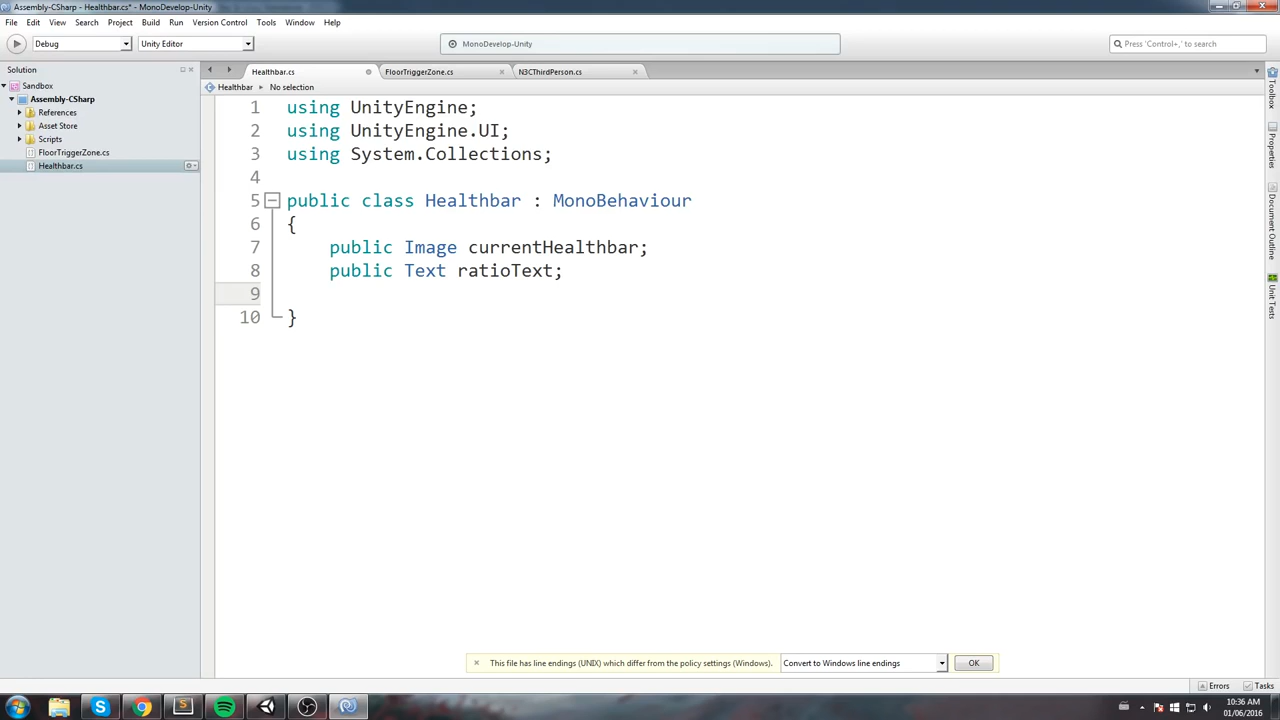 Assembly-CSharp - Healthbar.cs* - MonoDevelop-Unity
File Edit View Search Project Build Run Version Control Tools Window Help
Debug Unity Editor MonoDevelop-Unity Press 'Control+,' to search
Solution
Sandbox
Assembly-CSharp
References
Asset Store
Scripts
FloorTriggerZone.cs
Healthbar.cs
Healthbar.cs FloorTriggerZone.cs N3CThirdPerson.cs
Healthbar No selection
1 using UnityEngine;
2 using UnityEngine.UI;
3 using System.Collections;
4
5 public class Healthbar : MonoBehaviour
6 {
7 public Image currentHealthbar;
8 public Text ratioText;
9
10 }
Toolbox
Properties
Document Outline
Unit Tests
This file has line endings (UNIX) which differ from the policy settings (Windows). Convert to Windows line endings OK
Errors Tasks
10:36 AM
01/06/2016